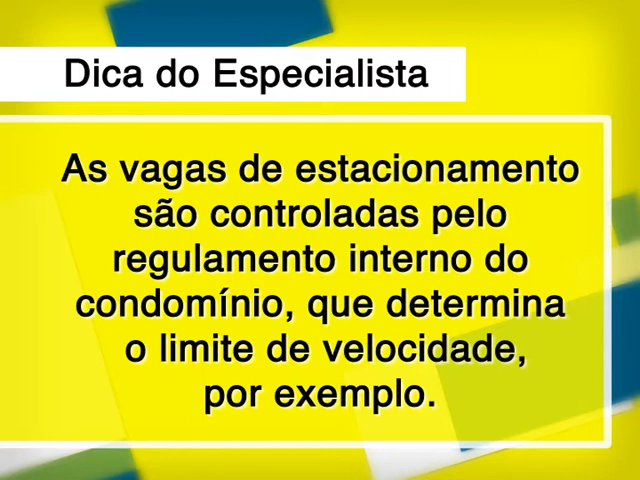 Dica do Especialista
As vagas de estacionamento
são controladas pelo
regulamento interno do
condomínio, que determina
o limite de velocidade,
por exemplo.